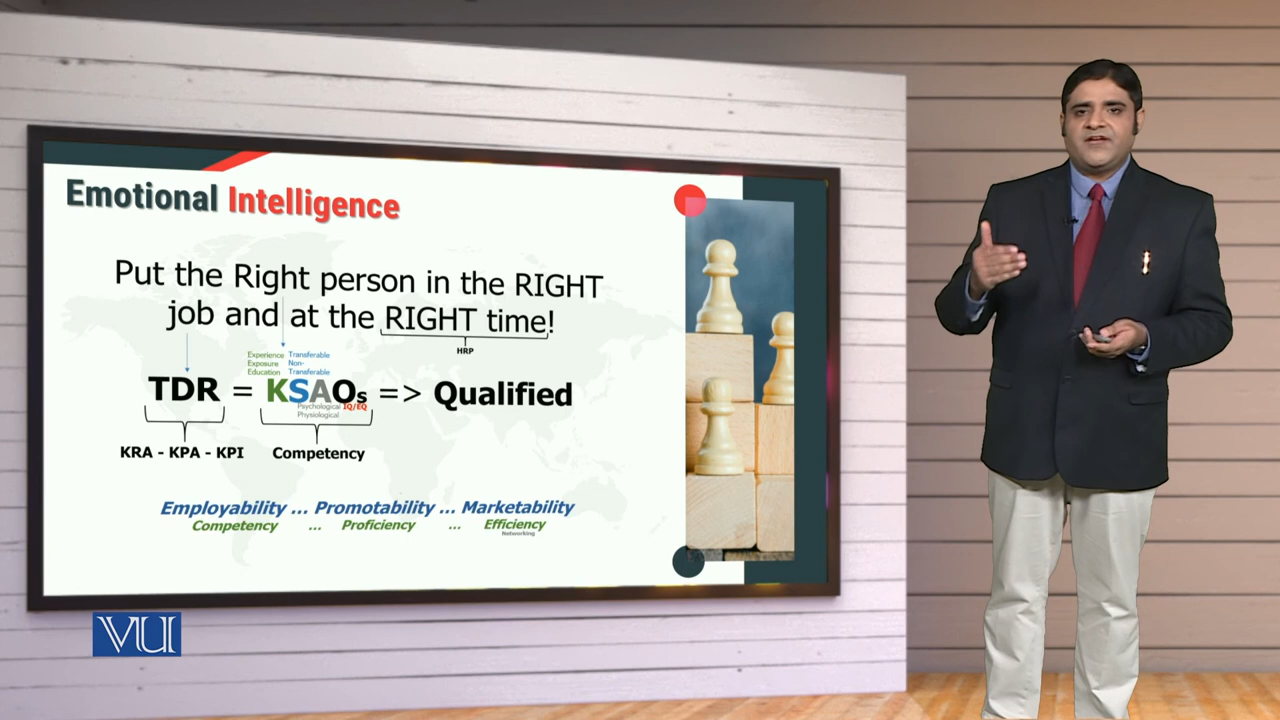 Emotional Intelligence
Put the Right person in the RIGHT
job and at the RIGHT time!
HRP
Experience Transferable
Exposure Non-
Education Transferable
TDR = KSAOs => Qualified
Psychological IQ/EQ
Physiological
KRA - KPA - KPI Competency
Employability ... Promotability ... Marketability
Competency ... Proficiency ... Efficiency
Networking
VU